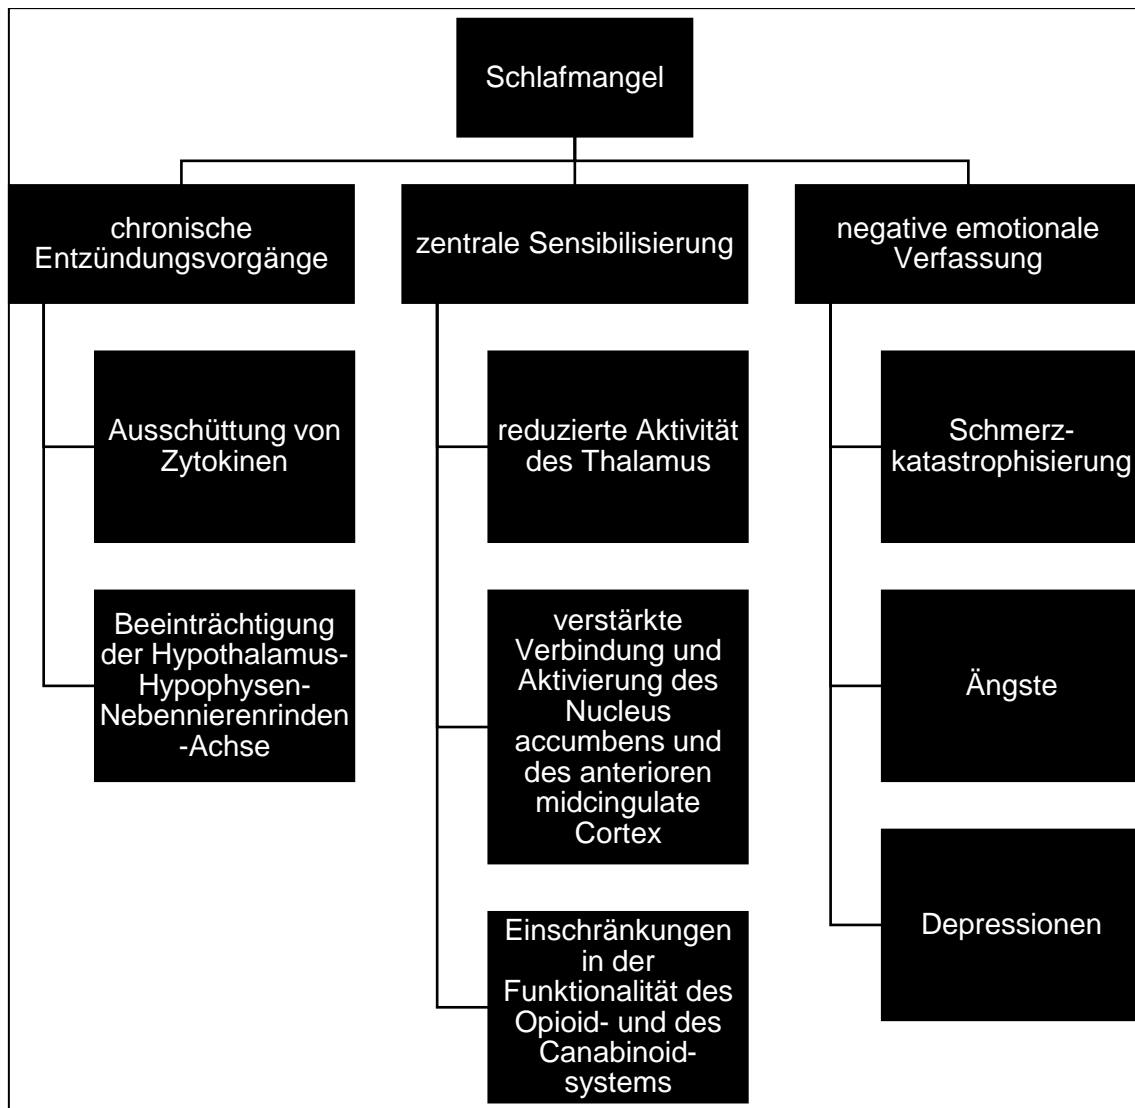 Schlafmangel
chronische
Entzündungsvorgänge
Ausschüttung von
Zytokinen
Beeinträchtigung
der Hypothalamus-
Hypophysen-
Nebennierenrinden
-Achse
zentrale Sensibilisierung
reduzierte Aktivität
des Thalamus
verstärkte
Verbindung und
Aktivierung des
Nucleus
accumbens und
des anterioren
midcingulate
Cortex
Einschränkungen
in der
Funktionalität des
Opioid- und des
Canabinoid-
systems
negative emotionale
Verfassung
Schmerz-
katastrophisierung
Ängste
Depressionen